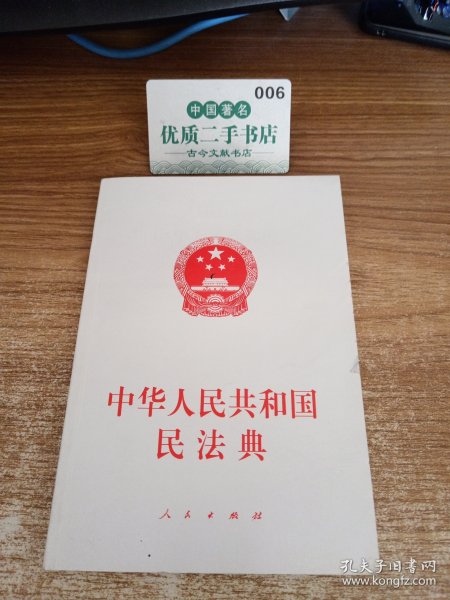 006
中国著名
优质二手书店
古今文献书店
中华人民共和国
民法典
人民出版社
孔夫子旧书网
www.kongfz.com